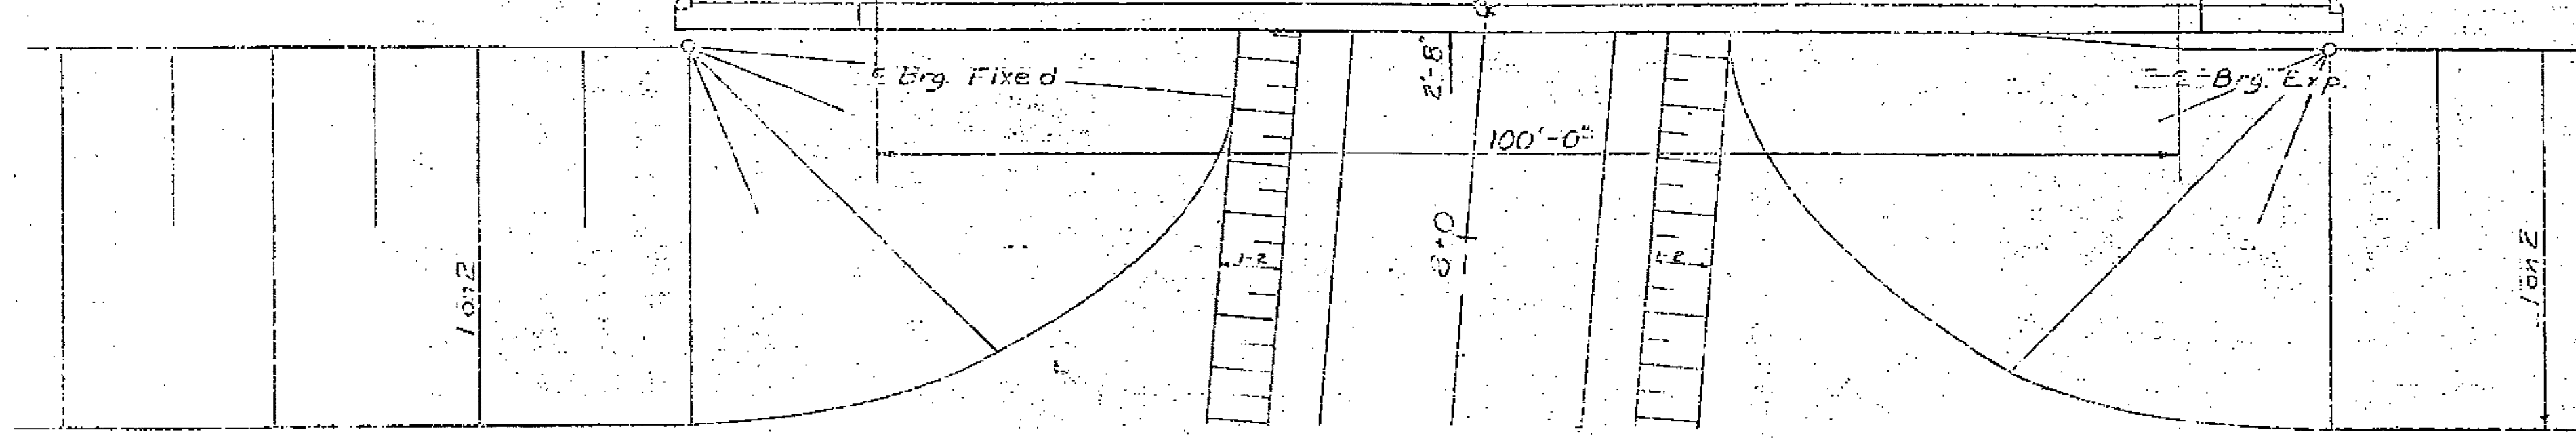 ℄ Brg. Fixed
2'-8"
℄ Brg. Exp.
100'-0"
0+0
1-2
1-2
1 on 2
1 on 2